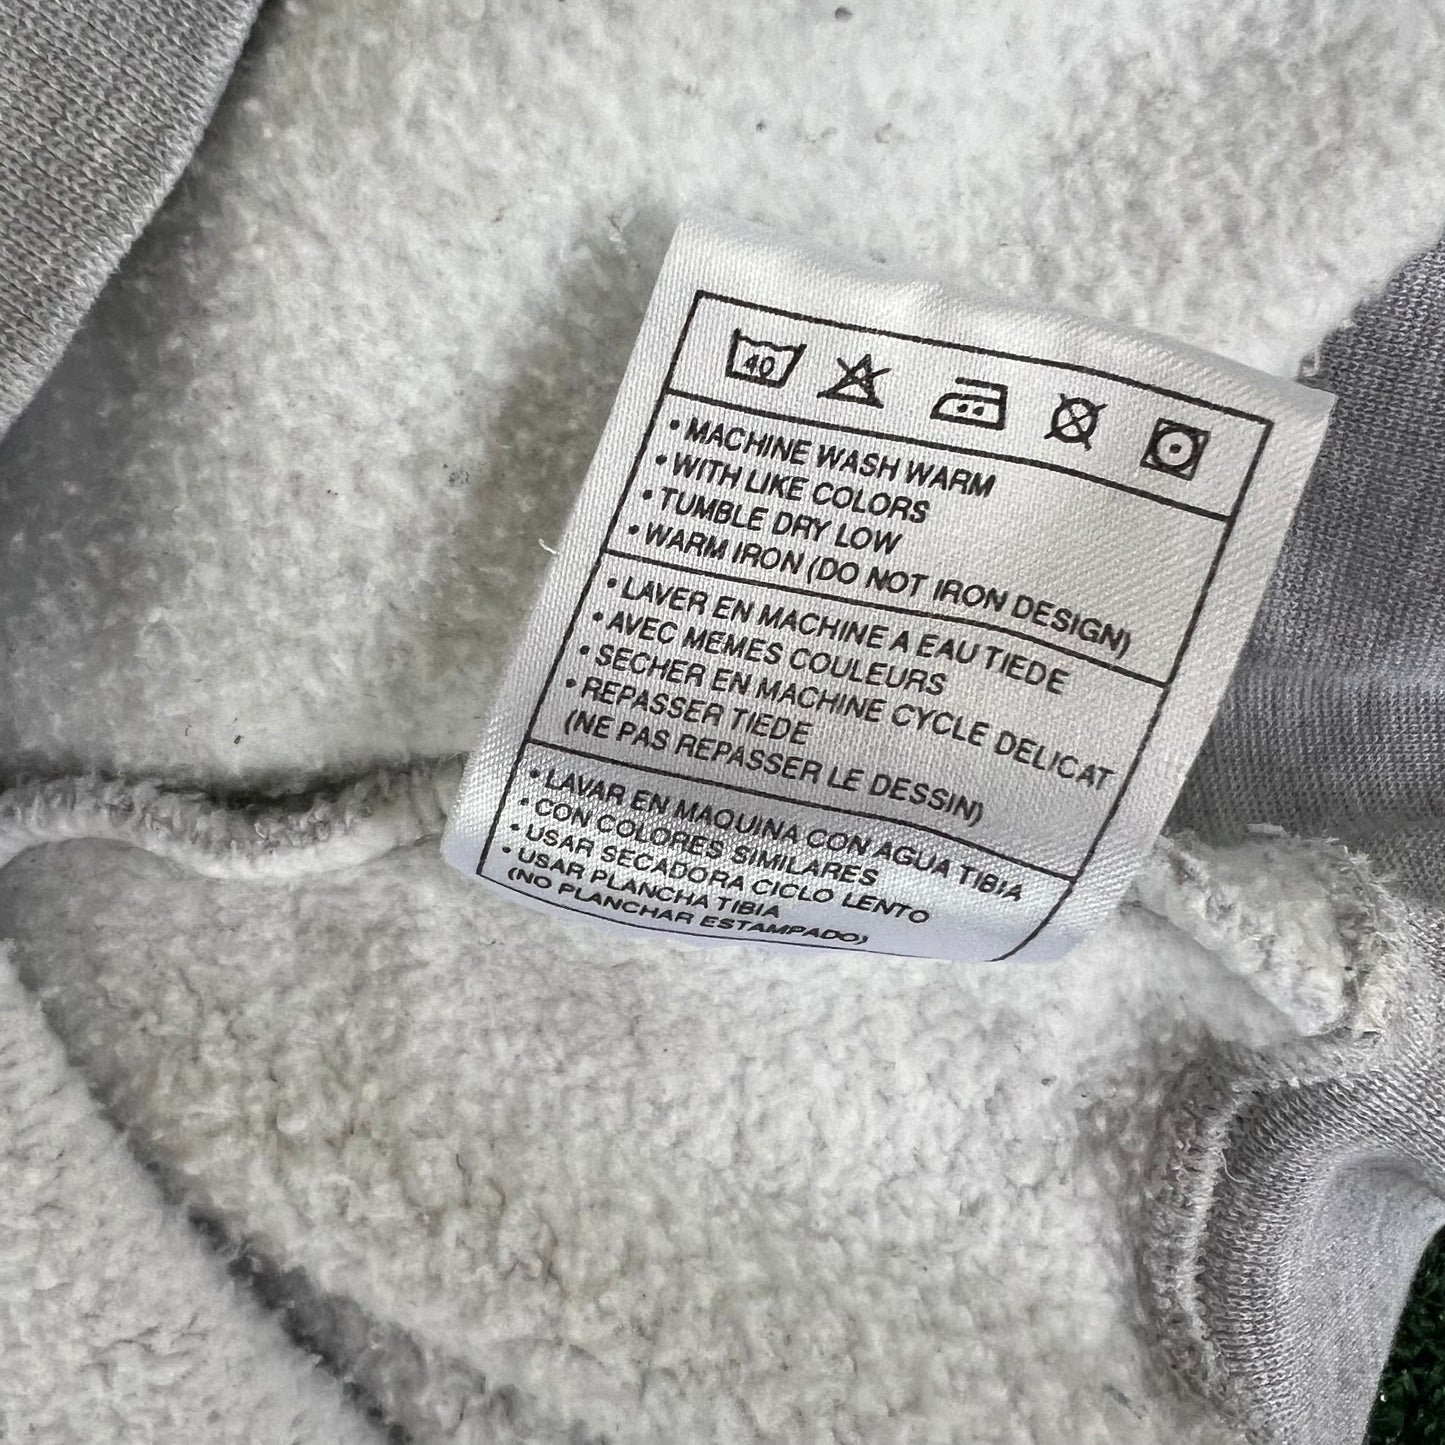 40
• MACHINE WASH WARM
• WITH LIKE COLORS
• TUMBLE DRY LOW
• WARM IRON (DO NOT IRON DESIGN)
• LAVER EN MACHINE A EAU TIEDE
• AVEC MEMES COULEURS
• SECHER EN MACHINE CYCLE DELICAT
• REPASSER TIEDE
(NE PAS REPASSER LE DESSIN)
• LAVAR EN MAQUINA CON AGUA TIBIA
• CON COLORES SIMILARES
• USAR SECADORA CICLO LENTO
• USAR PLANCHA TIBIA
(NO PLANCHAR ESTAMPADO)